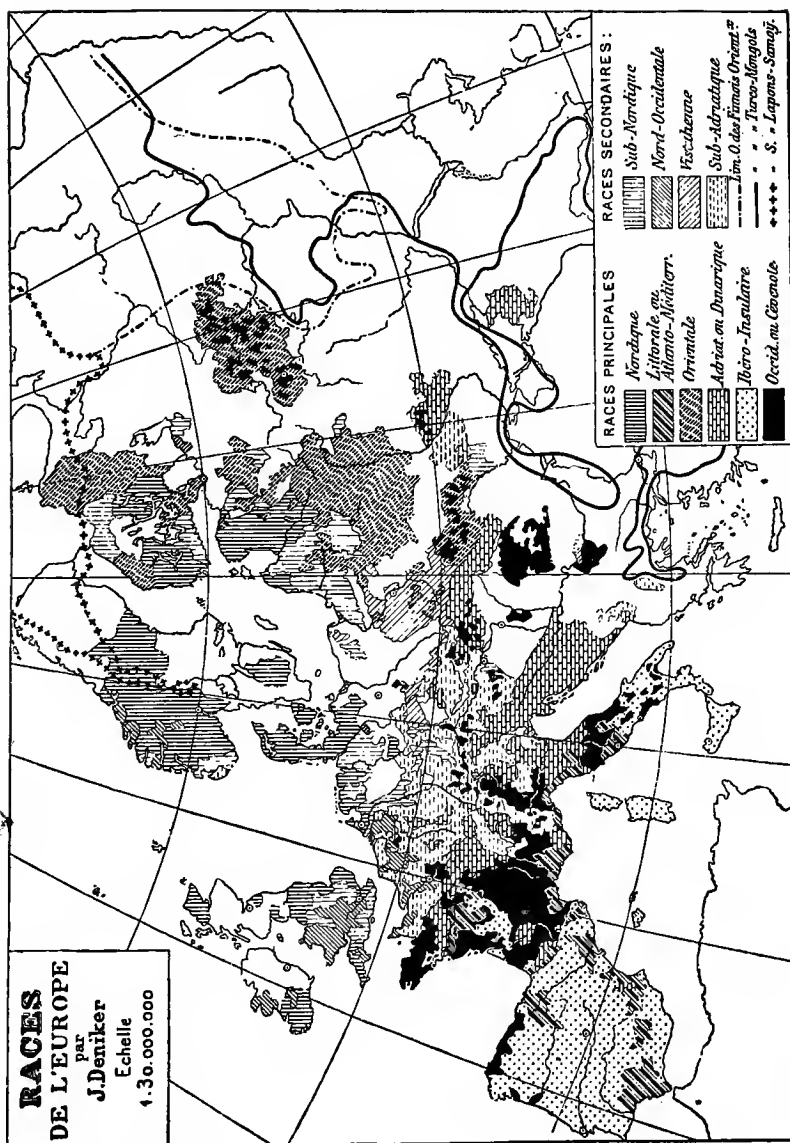 RACES
DE L'EUROPE
par
J.Deniker
Echelle
1.30.000.000
RACES PRINCIPALES
Nordique
Littorale ou
Atlanto-Méditerr.
Orientale
Adriat. ou Dinarique
Ibéro-Insulaire
Occid. ou Cévenole
RACES SECONDAIRES:
Sub-Nordique
Nord-Occidentale
Vistulienne
Sub-Adriatique
Lim.O.des Finnois Orient.ˣ
" " " Turco-Mongols
" S. " Lapons-Samoÿ.